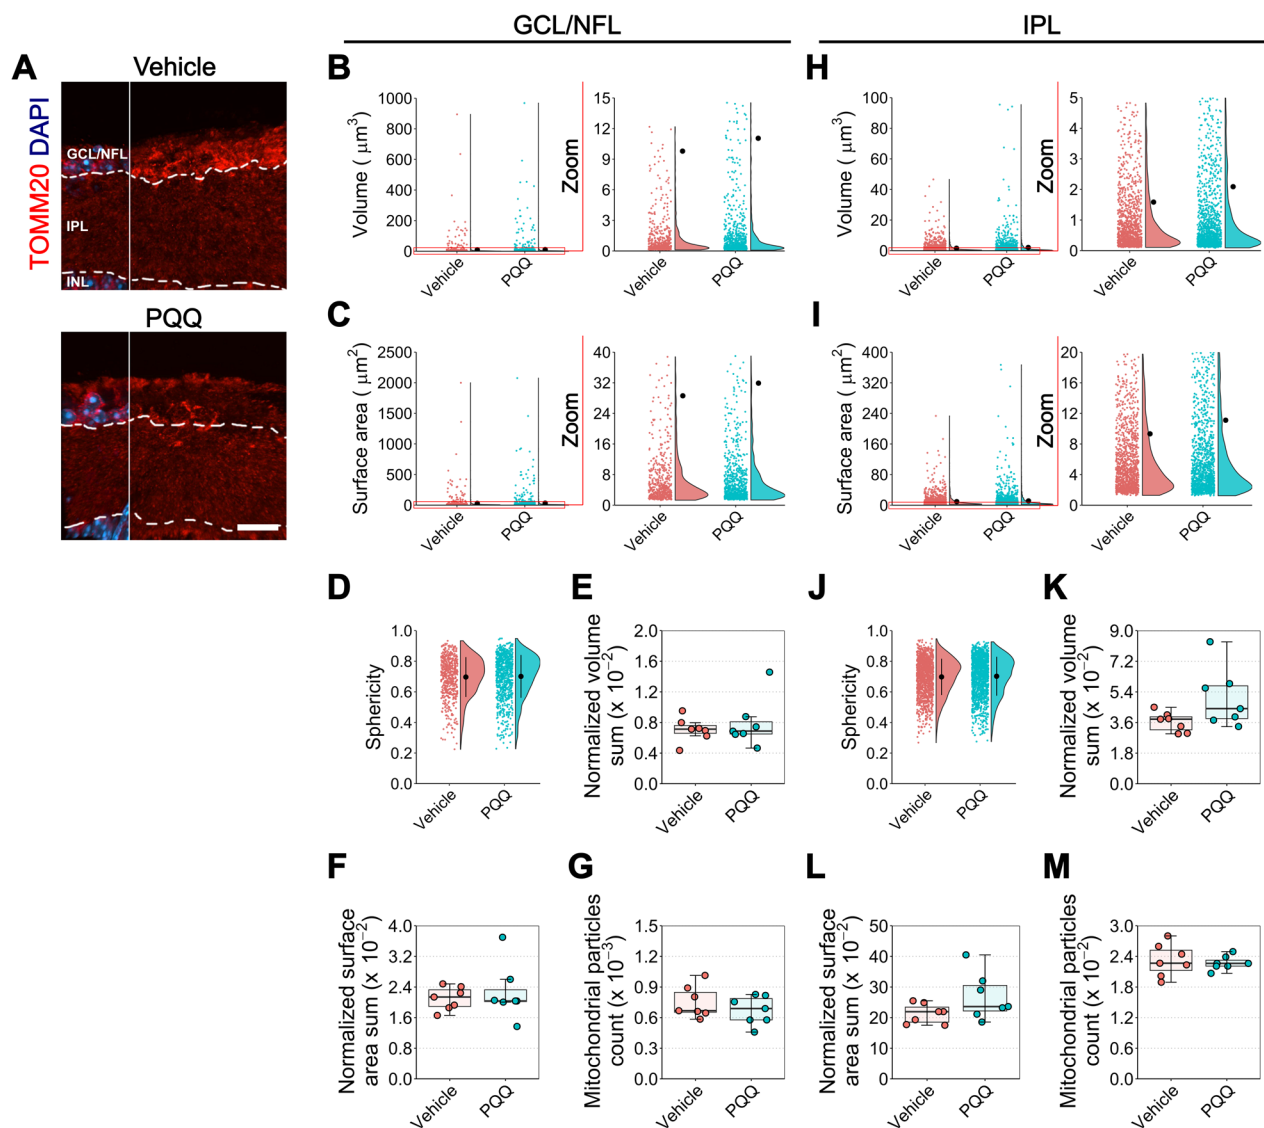 GCL/NFL
IPL
A
Vehicle
TOMM20 DAPI
GCL/NFL
IPL
INL
PQQ
B
Volume ( μm³)
1000
800
600
400
200
0
Vehicle
PQQ
Zoom
15
12
9
6
3
0
Vehicle
PQQ
H
Volume ( μm³)
100
80
60
40
20
0
Vehicle
PQQ
Zoom
5
4
3
2
1
0
Vehicle
PQQ
C
Surface area ( μm²)
2500
2000
1500
1000
500
0
Vehicle
PQQ
Zoom
40
32
24
16
8
0
Vehicle
PQQ
I
Surface area ( μm²)
400
320
240
160
80
0
Vehicle
PQQ
Zoom
20
16
12
8
4
0
Vehicle
PQQ
D
Sphericity
1.0
0.8
0.6
0.4
0.2
0.0
Vehicle
PQQ
E
Normalized volume
sum (x 10⁻²)
2.0
1.6
1.2
0.8
0.4
0.0
Vehicle
PQQ
J
Sphericity
1.0
0.8
0.6
0.4
0.2
0.0
Vehicle
PQQ
K
Normalized volume
sum (x 10⁻²)
9.0
7.2
5.4
3.6
1.8
0.0
Vehicle
PQQ
F
Normalized surface
area sum (x 10⁻²)
4.0
3.2
2.4
1.6
0.8
0.0
Vehicle
PQQ
G
Mitochondrial particles
count (x 10⁻³)
1.5
1.2
0.9
0.6
0.3
0.0
Vehicle
PQQ
L
Normalized surface
area sum (x 10⁻²)
50
40
30
20
10
0
Vehicle
PQQ
M
Mitochondrial particles
count (x 10⁻²)
3.0
2.4
1.8
1.2
0.6
0.0
Vehicle
PQQ